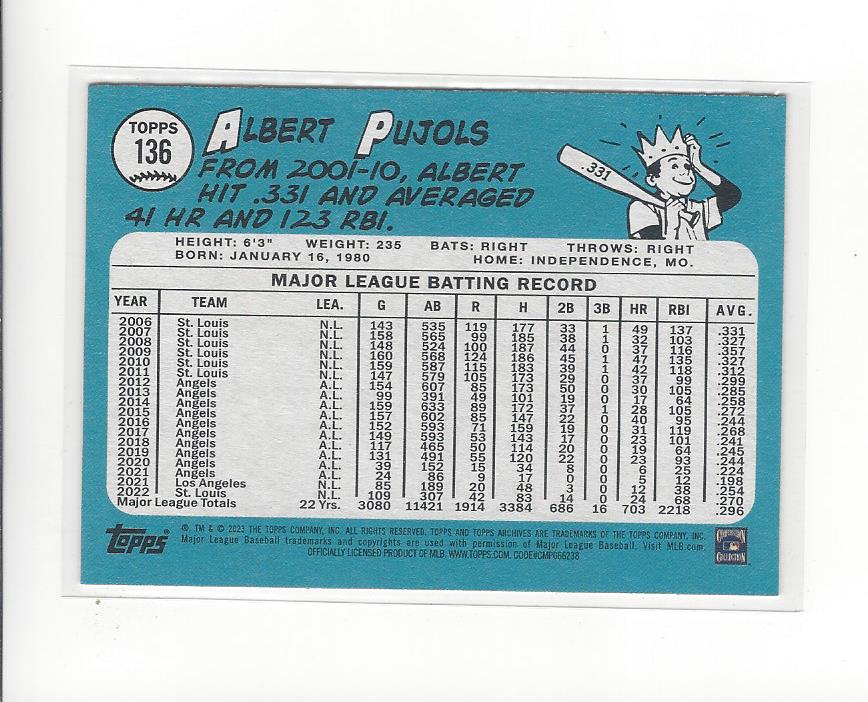 TOPPS
136
ALBERT PUJOLS
FROM 2001-10, ALBERT
HIT .331 AND AVERAGED
41 HR AND 123 RBI.
.331
HEIGHT: 6'3" WEIGHT: 235 BATS: RIGHT THROWS: RIGHT
BORN: JANUARY 16, 1980 HOME: INDEPENDENCE, MO.
MAJOR LEAGUE BATTING RECORD
YEAR TEAM LEA. G AB R H 2B 3B HR RBI AVG.
2006 St. Louis N.L. 143 535 119 177 33 1 49 137 .331
2007 St. Louis N.L. 158 565 99 185 38 1 32 103 .327
2008 St. Louis N.L. 148 524 100 187 44 0 37 116 .357
2009 St. Louis N.L. 160 568 124 186 45 1 47 135 .327
2010 St. Louis N.L. 159 587 115 183 39 1 42 118 .312
2011 St. Louis N.L. 147 579 105 173 29 0 37 99 .299
2012 Angels A.L. 154 607 85 173 50 0 30 105 .285
2013 Angels A.L. 99 391 49 101 19 0 17 64 .258
2014 Angels A.L. 159 633 89 172 37 1 28 105 .272
2015 Angels A.L. 157 602 85 147 22 0 40 95 .244
2016 Angels A.L. 152 593 71 159 19 0 31 119 .268
2017 Angels A.L. 149 593 53 143 17 0 23 101 .241
2018 Angels A.L. 117 465 50 114 20 0 19 64 .245
2019 Angels A.L. 131 491 55 120 22 0 23 93 .244
2020 Angels A.L. 39 152 15 34 8 0 6 25 .224
2021 Angels A.L. 24 86 9 17 0 0 5 12 .198
2021 Los Angeles N.L. 85 189 20 48 3 0 12 38 .254
2022 St. Louis N.L. 109 307 42 83 14 0 24 68 .270
Major League Totals 22 Yrs. 3080 11421 1914 3384 686 16 703 2218 .296
Topps
® TM & © 2023 THE TOPPS COMPANY, INC. ALL RIGHTS RESERVED. TOPPS AND TOPPS ARCHIVES ARE TRADEMARKS OF THE TOPPS COMPANY, INC.
Major League Baseball trademarks and copyrights are used with permission of Major League Baseball. Visit MLB.com.
OFFICIALLY LICENSED PRODUCT OF MLB. WWW.TOPPS.COM. CODE#CMP066238
COOPERSTOWN
COLLECTION